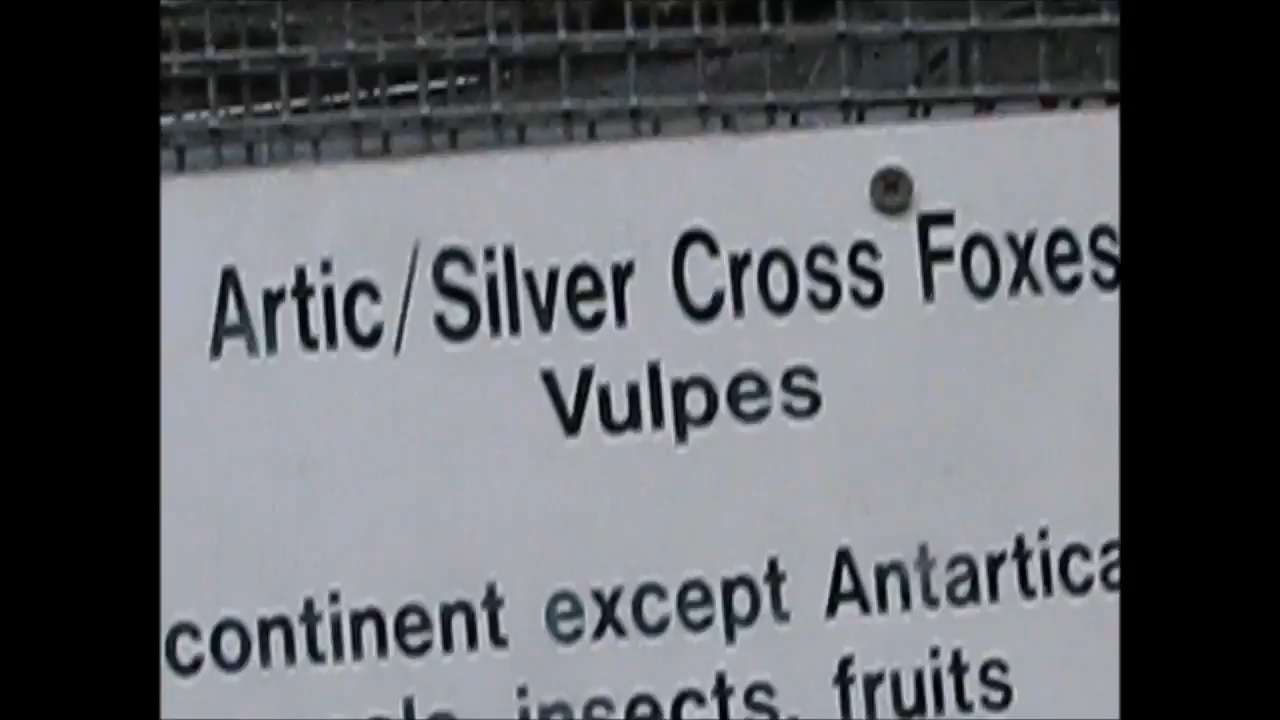 Artic/Silver Cross Foxes
Vulpes
continent except Antartica
insects, fruits